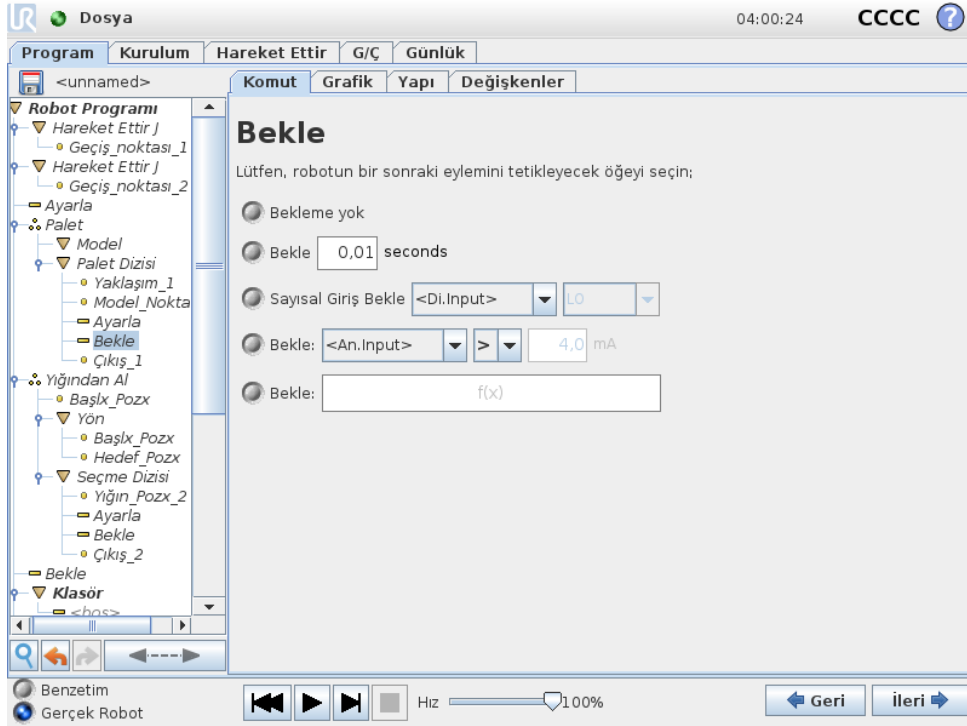 UR Dosya 04:00:24 CCCC ?
Program Kurulum Hareket Ettir G/Ç Günlük
<unnamed>
Komut Grafik Yapı Değişkenler
Robot Programı
Hareket Ettir J
Geçiş_noktası_1
Hareket Ettir J
Geçiş_noktası_2
Ayarla
Palet
Model
Palet Dizisi
Yaklaşım_1
Model_Nokta
Ayarla
Bekle
Çıkış_1
Yığından Al
Başlx_Pozx
Yön
Başlx_Pozx
Hedef_Pozx
Seçme Dizisi
Yığın_Pozx_2
Ayarla
Bekle
Çıkış_2
Bekle
Klasör
<boş>
Bekle
Lütfen, robotun bir sonraki eylemini tetikleyecek öğeyi seçin;
Bekleme yok
Bekle 0,01 seconds
Sayısal Giriş Bekle <Di.Input> LO
Bekle: <An.Input> > 4,0 mA
Bekle: f(x)
Benzetim
Gerçek Robot
Hız 100%
Geri İleri